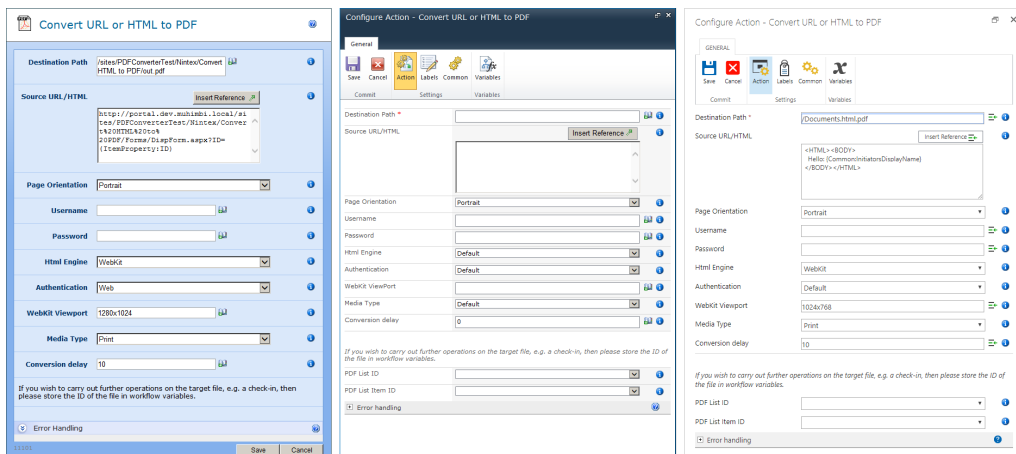 Convert URL or HTML to PDF
Destination Path
/sites/PDFConverterTest/Nintex/Convert
HTML to PDF/out.pdf
Source URL/HTML
Insert Reference
http://portal.dev.muhimbi.local/si
tes/PDFConverterTest/Nintex/Conver
t%20HTML%20to%
20PDF/Forms/DispForm.aspx?ID=
{ItemProperty:ID}
Page Orientation
Portrait
Username
Password
Html Engine
WebKit
Authentication
Web
WebKit Viewport
1280x1024
Media Type
Print
Conversion delay
10
If you wish to carry out further operations on the target file, e.g. a check-in, then
please store the ID of the file in workflow variables.
Error Handling
Save
Cancel
Configure Action - Convert URL or HTML to PDF
General
Save
Cancel
Action
Labels
Common
Variables
Commit
Settings
Variables
Destination Path *
Source URL/HTML
Insert Reference
Page Orientation
Portrait
Username
Password
Html Engine
Default
Authentication
Default
WebKit ViewPort
Media Type
Default
Conversion delay
0
If you wish to carry out further operations on the target file, e.g. a check-in, then please store the ID of
the file in workflow variables.
PDF List ID
PDF List Item ID
Error handling
Configure Action - Convert URL or HTML to PDF
GENERAL
Save
Cancel
Action
Labels
Common
Variables
Commit
Settings
Variables
Destination Path *
/Documents.html.pdf
Source URL/HTML
Insert Reference
<HTML><BODY>
Hello: {Common:InitiatorsDisplayName}
</BODY></HTML>
Page Orientation
Portrait
Username
Password
Html Engine
WebKit
Authentication
Default
WebKit Viewport
1024x768
Media Type
Print
Conversion delay
10
If you wish to carry out further operations on the target file, e.g. a check-in, then please store the ID of
the file in workflow variables.
PDF List ID
PDF List Item ID
Error handling